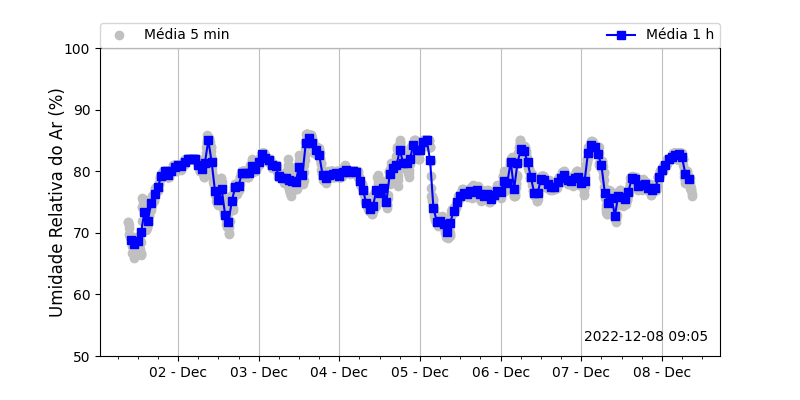 Média 5 min
Média 1 h
Umidade Relativa do Ar (%)
100
90
80
70
60
50
2022-12-08 09:05
02 - Dec
03 - Dec
04 - Dec
05 - Dec
06 - Dec
07 - Dec
08 - Dec